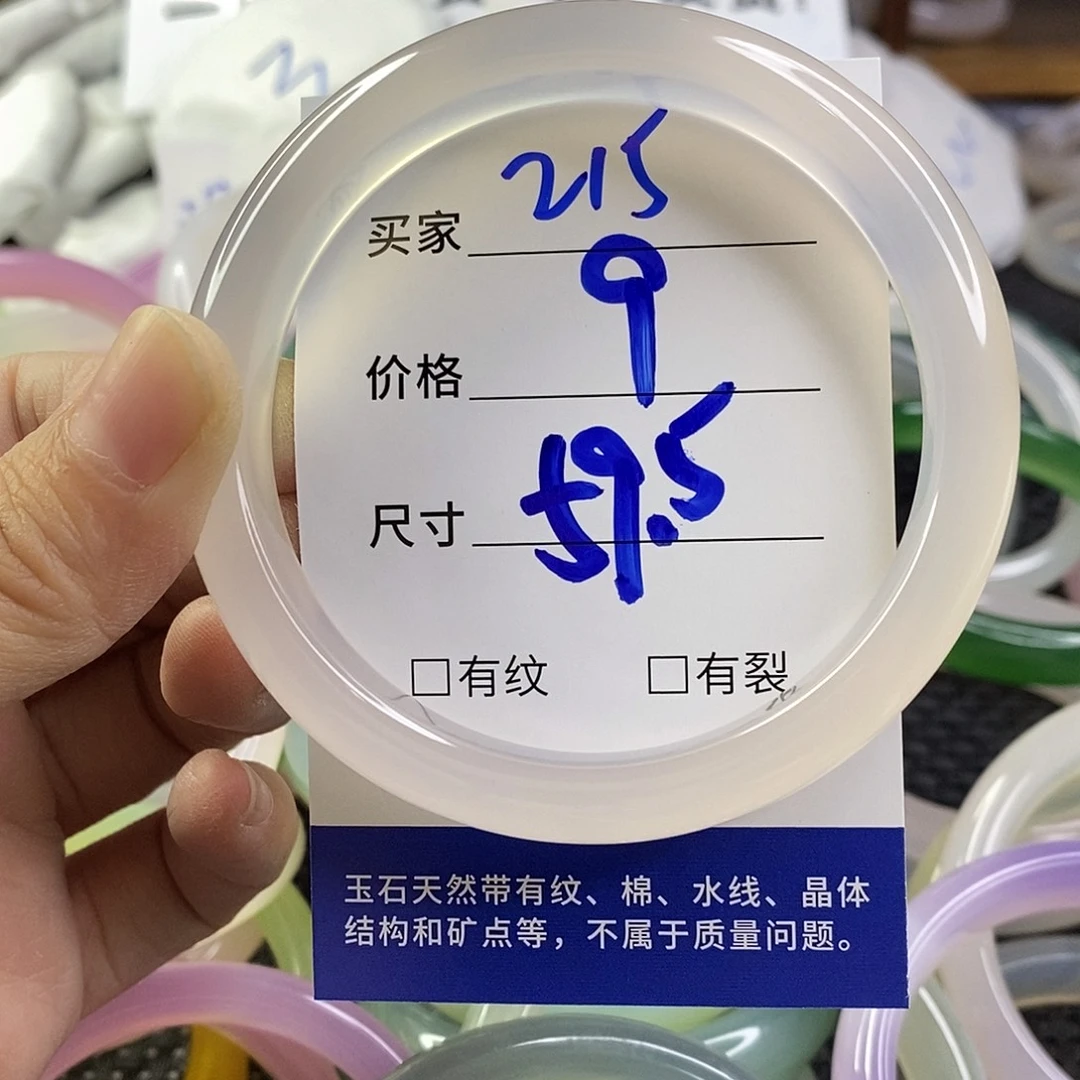 买家 215
价格 9
尺寸 59.5
□有纹 □有裂
玉石天然带有纹、棉、水线、晶体
结构和矿点等，不属于质量问题。